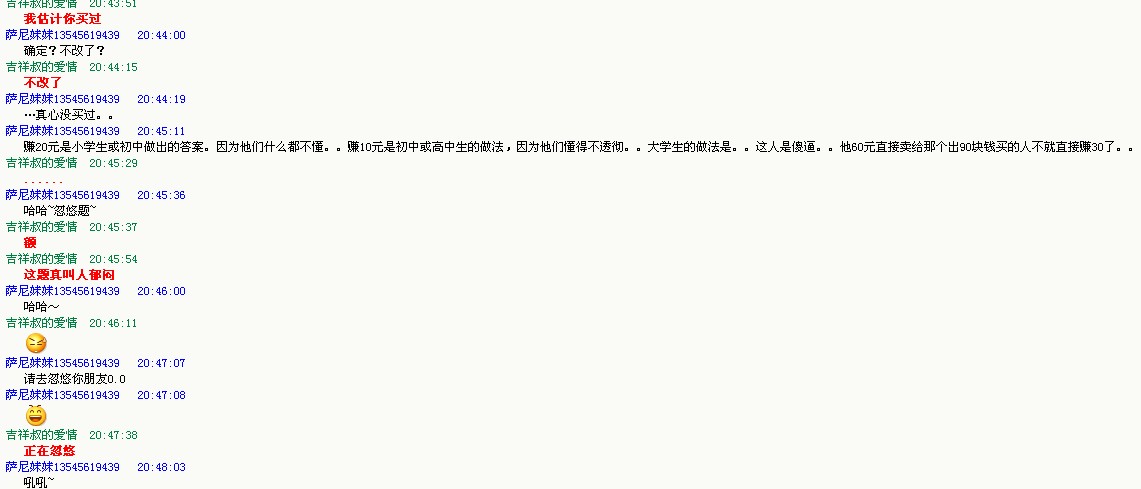 吉祥叔的爱情 20:43:51
我估计你买过
萨尼妹妹13545619439 20:44:00
确定？不改了？
吉祥叔的爱情 20:44:15
不改了
萨尼妹妹13545619439 20:44:19
…真心没买过。。
萨尼妹妹13545619439 20:45:11
赚20元是小学生或初中做出的答案。因为他们什么都不懂。。赚10元是初中或高中生的做法，因为他们懂得不透彻。。大学生的做法是。。这人是傻逼。。他60元直接卖给那个出90块钱买的人不就直接赚30了。。
吉祥叔的爱情 20:45:29
......
萨尼妹妹13545619439 20:45:36
哈哈~忽悠题~
吉祥叔的爱情 20:45:37
额
吉祥叔的爱情 20:45:54
这题真叫人郁闷
萨尼妹妹13545619439 20:46:00
哈哈～
吉祥叔的爱情 20:46:11
萨尼妹妹13545619439 20:47:07
请去忽悠你朋友0.0
萨尼妹妹13545619439 20:47:08
吉祥叔的爱情 20:47:38
正在忽悠
萨尼妹妹13545619439 20:48:03
吼吼~